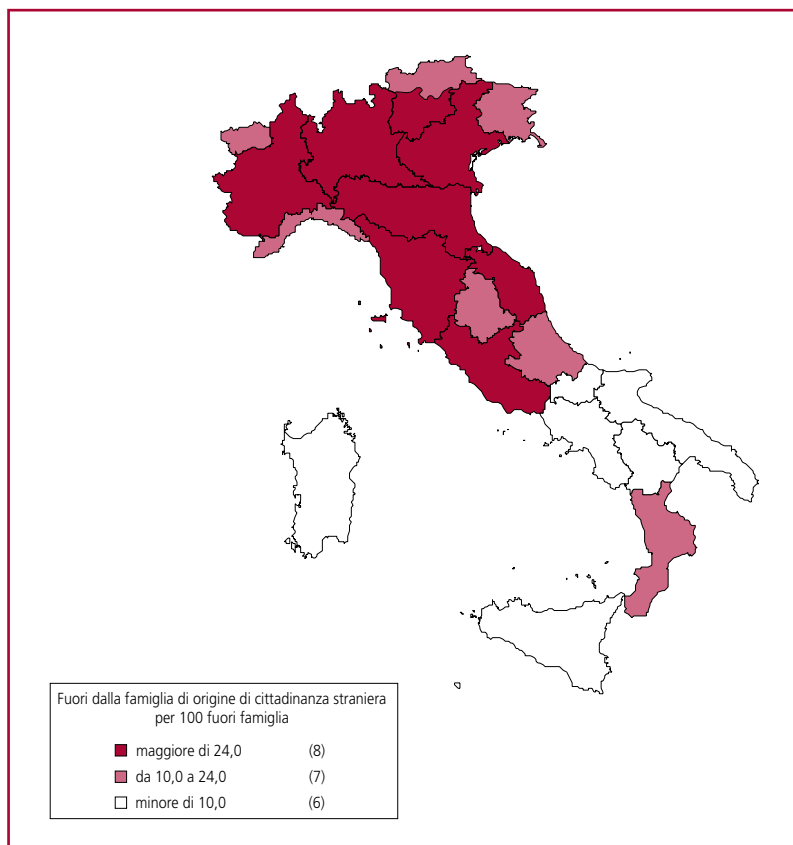 Fuori dalla famiglia di origine di cittadinanza straniera
per 100 fuori famiglia
maggiore di 24,0 (8)
da 10,0 a 24,0 (7)
minore di 10,0 (6)